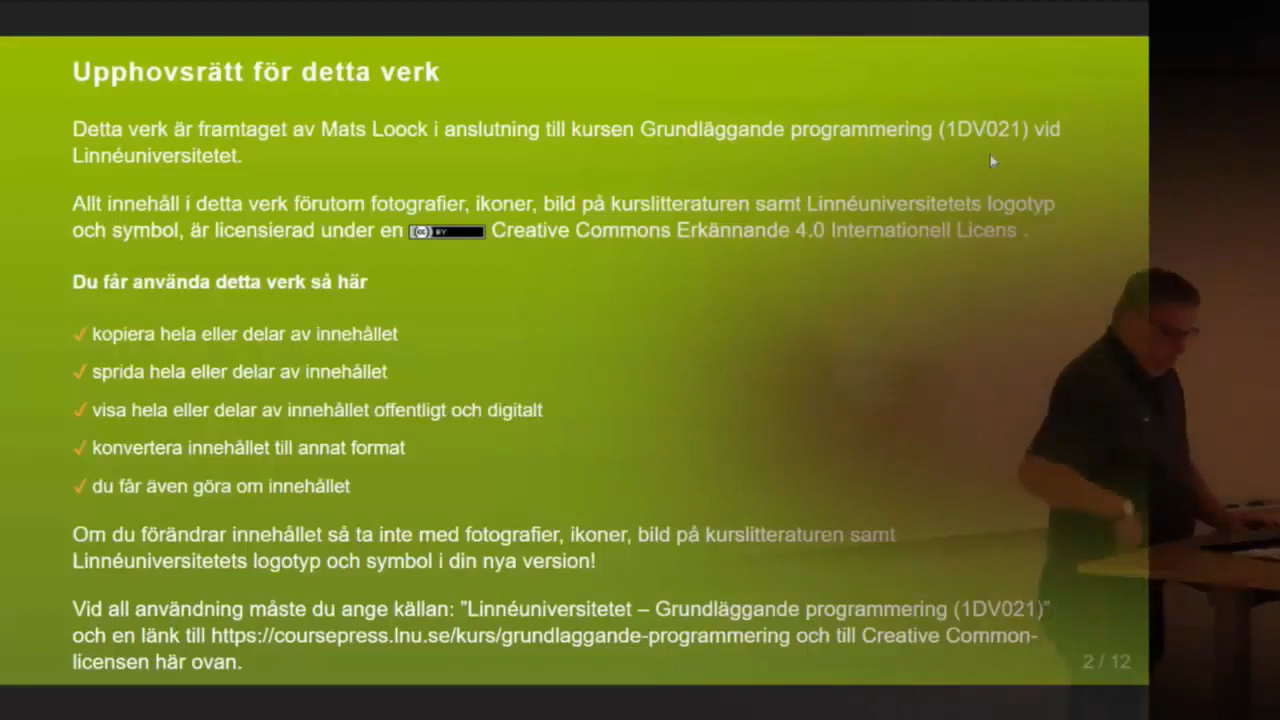 Upphovsrätt för detta verk
Detta verk är framtaget av Mats Loock i anslutning till kursen Grundläggande programmering (1DV021) vid
Linnéuniversitetet.
Allt innehåll i detta verk förutom fotografier, ikoner, bild på kurslitteraturen samt Linnéuniversitetets logotyp
och symbol, är licensierad under en (cc) BY Creative Commons Erkännande 4.0 Internationell Licens .
Du får använda detta verk så här
✓ kopiera hela eller delar av innehållet
✓ sprida hela eller delar av innehållet
✓ visa hela eller delar av innehållet offentligt och digitalt
✓ konvertera innehållet till annat format
✓ du får även göra om innehållet
Om du förändrar innehållet så ta inte med fotografier, ikoner, bild på kurslitteraturen samt
Linnéuniversitetets logotyp och symbol i din nya version!
Vid all användning måste du ange källan: ”Linnéuniversitetet – Grundläggande programmering (1DV021)”
och en länk till https://coursepress.lnu.se/kurs/grundlaggande-programmering och till Creative Common-
licensen här ovan.
2 / 12